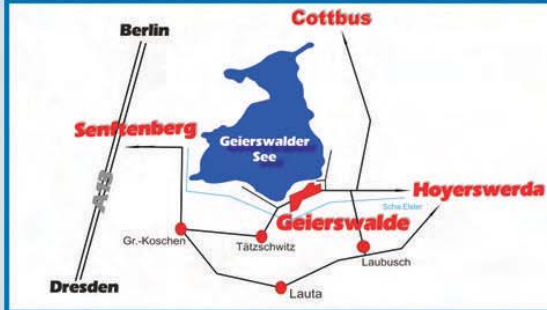 Cottbus
Berlin
Senftenberg
Geierswalder
See
Hoyerswerda
Schw.Elster
Geierswalde
Gr.-Koschen
Tätzschwitz
Laubusch
Dresden
Lauta